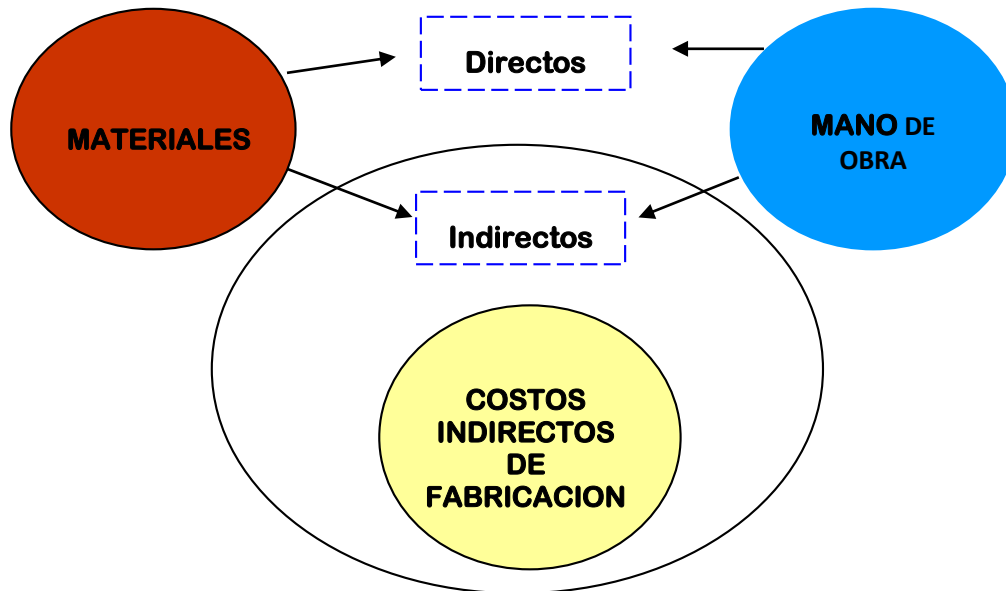 Directos
MATERIALES
MANO DE
OBRA
Indirectos
COSTOS
INDIRECTOS
DE
FABRICACION